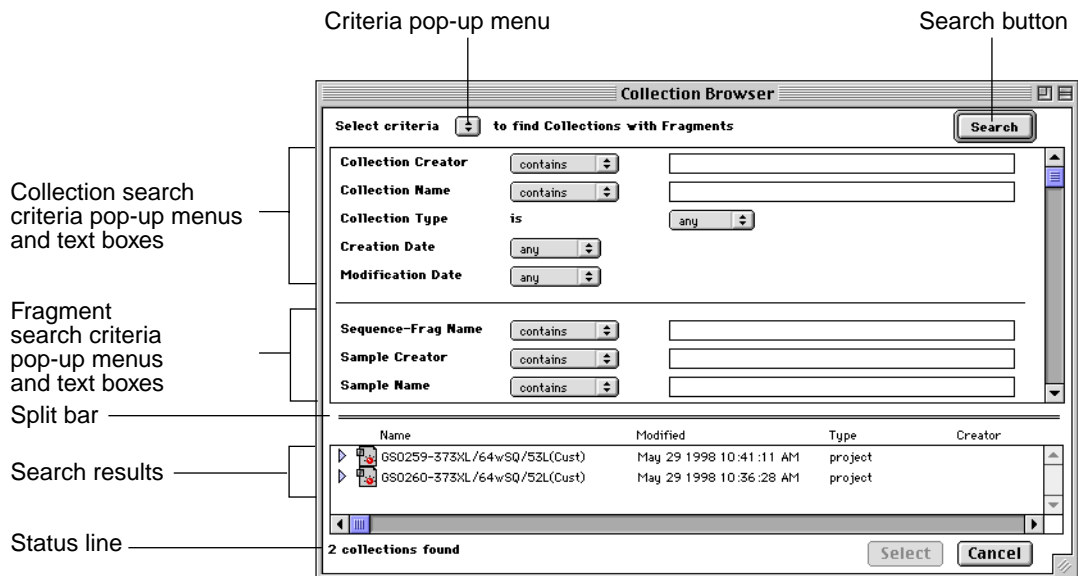 Criteria pop-up menu
Search button
Collection Browser
Select criteria to find Collections with Fragments
Search
Collection search
criteria pop-up menus
and text boxes
Collection Creator contains
Collection Name contains
Collection Type is any
Creation Date any
Modification Date any
Fragment
search criteria
pop-up menus
and text boxes
Sequence-Frag Name contains
Sample Creator contains
Sample Name contains
Split bar
Name Modified Type Creator
Search results
GS0259-373XL/64wSQ/53L(Cust) May 29 1998 10:41:11 AM project
GS0260-373XL/64wSQ/52L(Cust) May 29 1998 10:36:28 AM project
Status line
2 collections found
Select
Cancel